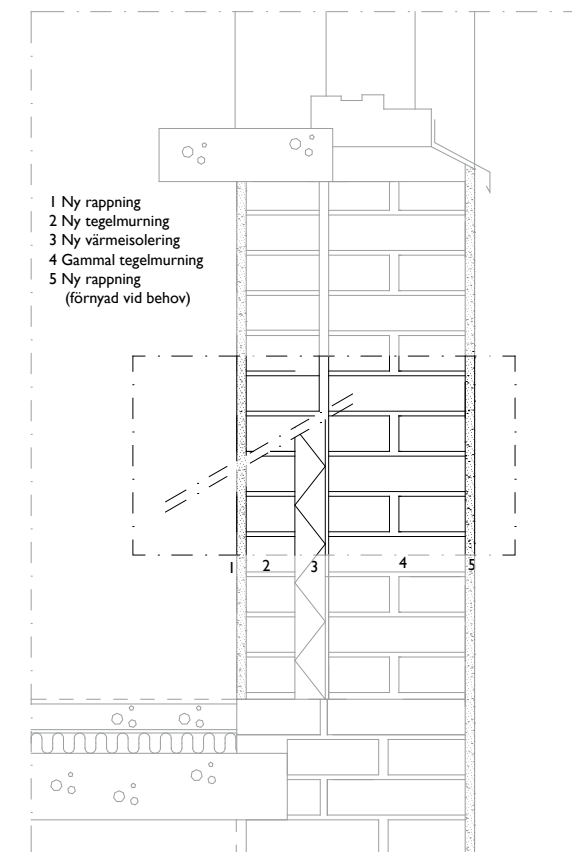 1 Ny rappning
2 Ny tegelmurning
3 Ny värmeisolering
4 Gammal tegelmurning
5 Ny rappning
(förnyad vid behov)
1 2 3 4 5